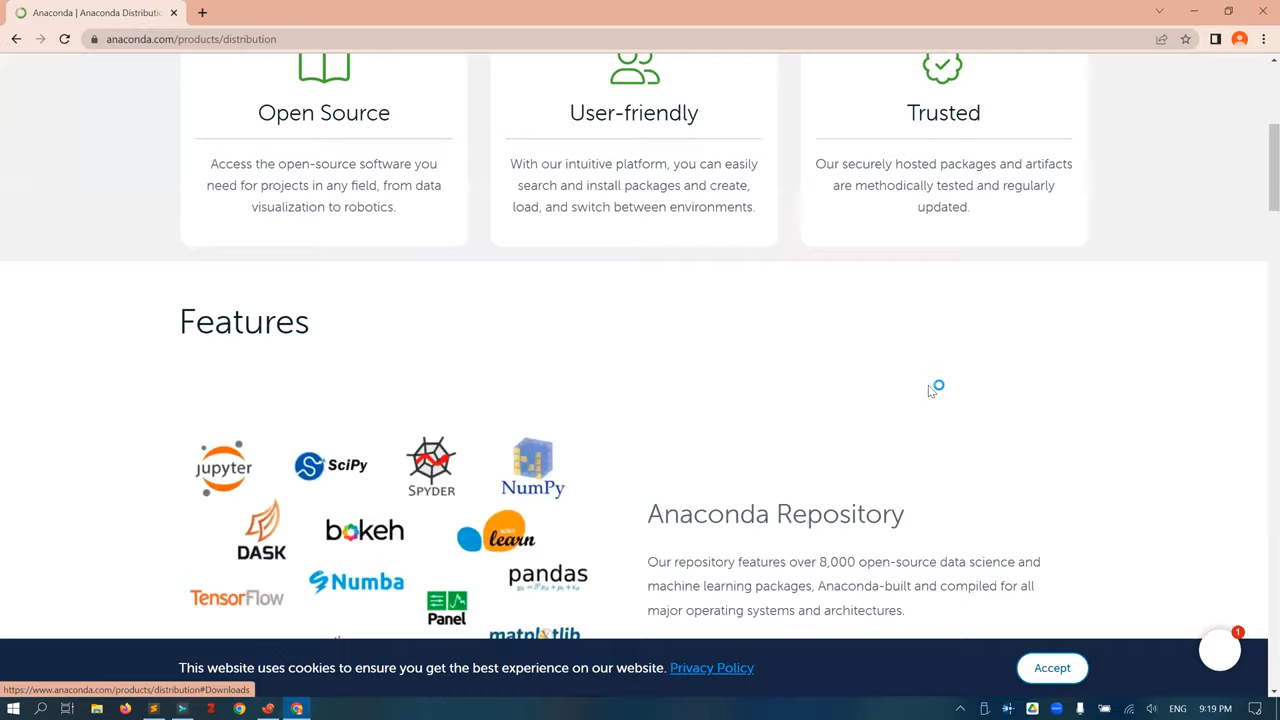 Anaconda | Anaconda Distributi
anaconda.com/products/distribution
Open Source
User-friendly
Trusted
Access the open-source software you
need for projects in any field, from data
visualization to robotics.
With our intuitive platform, you can easily
search and install packages and create,
load, and switch between environments.
Our securely hosted packages and artifacts
are methodically tested and regularly
updated.
Features
jupyter
SciPy
SPYDER
NumPy
DASK
bokeh
learn
Numba
pandas
TensorFlow
Panel
matplotlib
Anaconda Repository
Our repository features over 8,000 open-source data science and
machine learning packages, Anaconda-built and compiled for all
major operating systems and architectures.
This website uses cookies to ensure you get the best experience on our website. Privacy Policy
Accept
1
https://www.anaconda.com/products/distribution#Downloads
ENG
9:19 PM